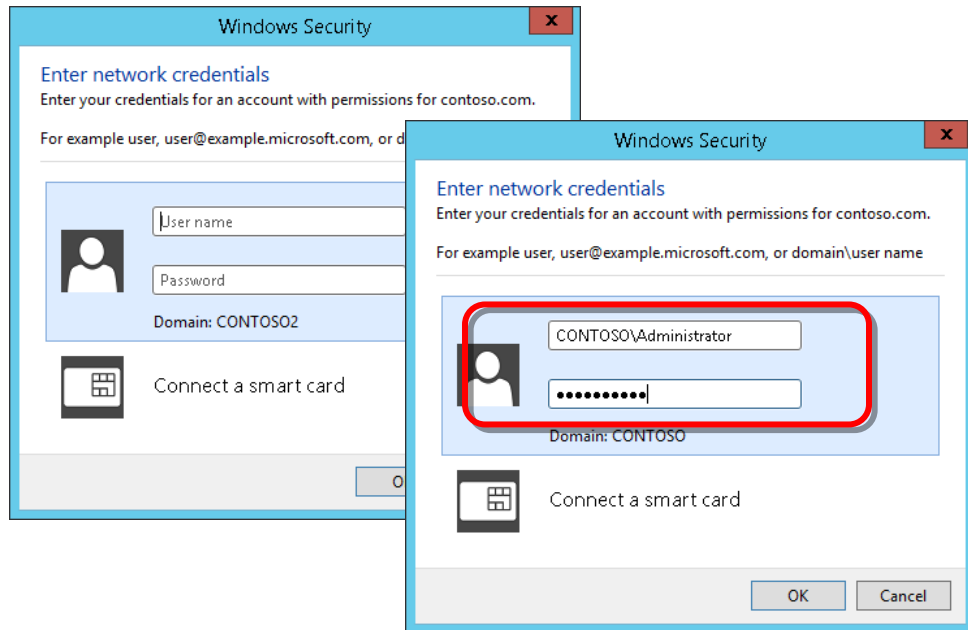 Windows Security
x
Enter network credentials
Enter your credentials for an account with permissions for contoso.com.
For example user, user@example.microsoft.com, or d
User name
Password
Domain: CONTOSO2
Connect a smart card
O
Windows Security
x
Enter network credentials
Enter your credentials for an account with permissions for contoso.com.
For example user, user@example.microsoft.com, or domain\user name
CONTOSO\Administrator
••••••••••
Domain: CONTOSO
Connect a smart card
OK Cancel